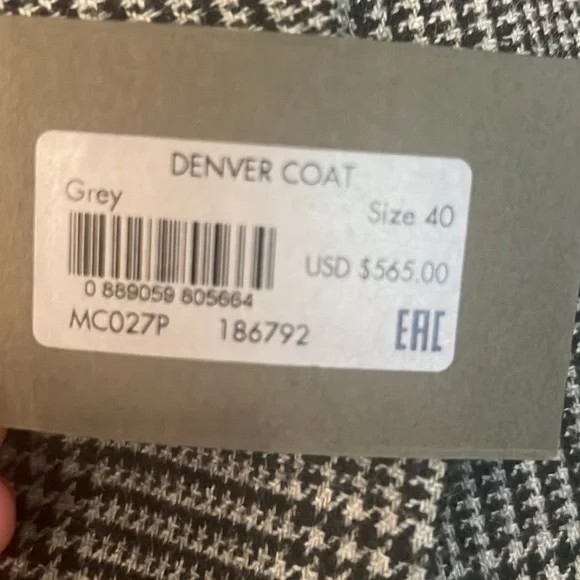 DENVER COAT
Grey
Size 40
USD $565.00
0 889059 805664
MC027P 186792
EAC